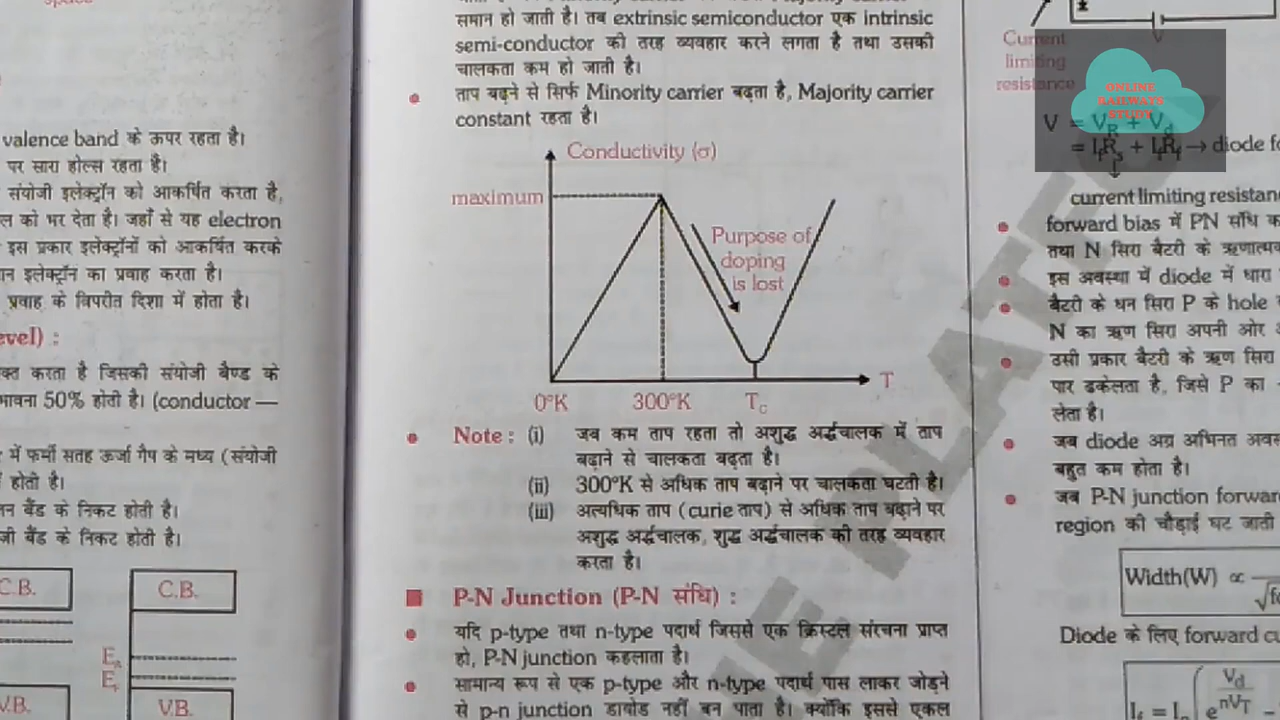 space
valence band के ऊपर रहता है।
पर सारा होल्स रहता है।
संयोजी इलेक्ट्रॉन को आकर्षित करता है,
ल को भर देता है। जहाँ से यह electron
इस प्रकार इलेक्ट्रॉनों को आकर्षित करके
न इलेक्ट्रॉन का प्रवाह करता है।
प्रवाह के विपरीत दिशा में होता है।
evel) :
क्त करता है जिसकी संयोजी बैण्ड के
भावना 50% होती है। (conductor —
में फर्मी सतह ऊर्जा गैप के मध्य (संयोजी
होती है।
न बैंड के निकट होती है।
जी बैंड के निकट होती है।
C.B.
C.B.
V.B.
V.B.
समान हो जाती है। तब extrinsic semiconductor एक intrinsic
semi-conductor की तरह व्यवहार करने लगता है तथा उसकी
चालकता कम हो जाती है।
ताप बढ़ने से सिर्फ Minority carrier बढ़ता है, Majority carrier
constant रहता है।
Conductivity (σ)
maximum
Purpose of
doping
is lost
T
0°K 300°K T_C
Note : (i) जब कम ताप रहता तो अशुद्ध अर्द्धचालक में ताप
बढ़ाने से चालकता बढ़ता है।
(ii) 300°K से अधिक ताप बढ़ाने पर चालकता घटती है।
(iii) अत्यधिक ताप (curie ताप) से अधिक ताप बढ़ाने पर
अशुद्ध अर्द्धचालक, शुद्ध अर्द्धचालक की तरह व्यवहार
करता है।
P-N Junction (P-N संधि) :
यदि p-type तथा n-type पदार्थ जिससे एक क्रिस्टल संरचना प्राप्त
हो, P-N junction कहलाता है।
सामान्य रूप से एक p-type और n-type पदार्थ पास लाकर जोड़ने
से p-n junction डायोड नहीं बन पाता है। क्योंकि इससे एकल
V
Current
limiting
resistance
ONLINE
RAILWAYS
STUDY
V = V_R + V_d
= I_fR_s + I_fR_f → diode
current limiting resistan
forward bias में PN संधि
तथा N सिरा बैटरी के
इस अवस्था में diode में धारा
बैटरी के धन सिरा P के hole
N का ऋण सिरा अपनी ओर
उसी प्रकार बैटरी के ऋण सिरा
पार ढकेलता है, जिसे P का
लेता है।
जब diode अग्र अभिनत
बहुत कम होता है।
जब P-N junction forwar
region की चौड़ाई घट जाती
Width(W) ∝
Diode के लिए forward cu